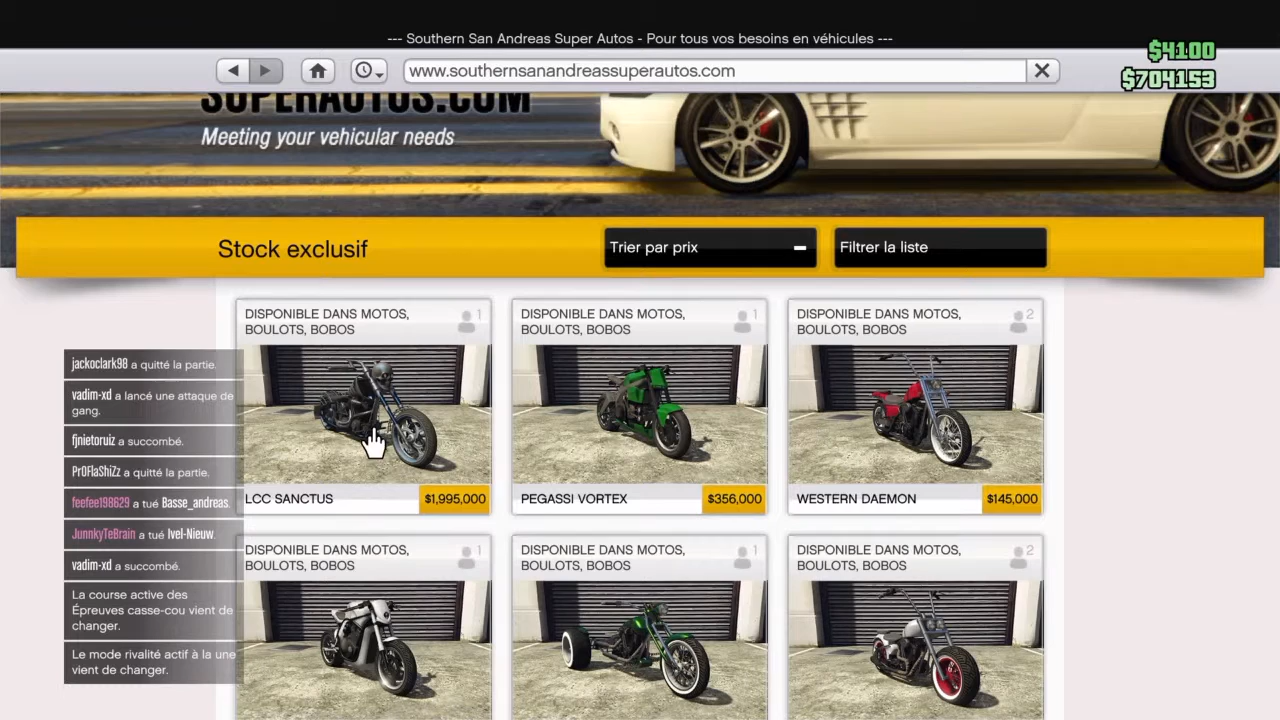 --- Southern San Andreas Super Autos - Pour tous vos besoins en véhicules ---
$4100
$704153
www.southernsanandreassuperautos.com
SUPERAUTOS.COM
Meeting your vehicular needs
Stock exclusif
Trier par prix
Filtrer la liste
DISPONIBLE DANS MOTOS,
BOULOTS, BOBOS
1
LCC SANCTUS
$1,995,000
DISPONIBLE DANS MOTOS,
BOULOTS, BOBOS
1
PEGASSI VORTEX
$356,000
DISPONIBLE DANS MOTOS,
BOULOTS, BOBOS
2
WESTERN DAEMON
$145,000
DISPONIBLE DANS MOTOS,
BOULOTS, BOBOS
1
DISPONIBLE DANS MOTOS,
BOULOTS, BOBOS
1
DISPONIBLE DANS MOTOS,
BOULOTS, BOBOS
2
jackoclark98 a quitté la partie.
vadim-xd a lancé une attaque de
gang.
fjnietoruiz a succombé.
Pr0FlaShiZz a quitté la partie.
feefee198629 a tué Basse_andreas.
JunnkyTeBrain a tué Ivel-Nieuw.
vadim-xd a succombé.
La course active des
Épreuves casse-cou vient de
changer.
Le mode rivalité actif à la une
vient de changer.